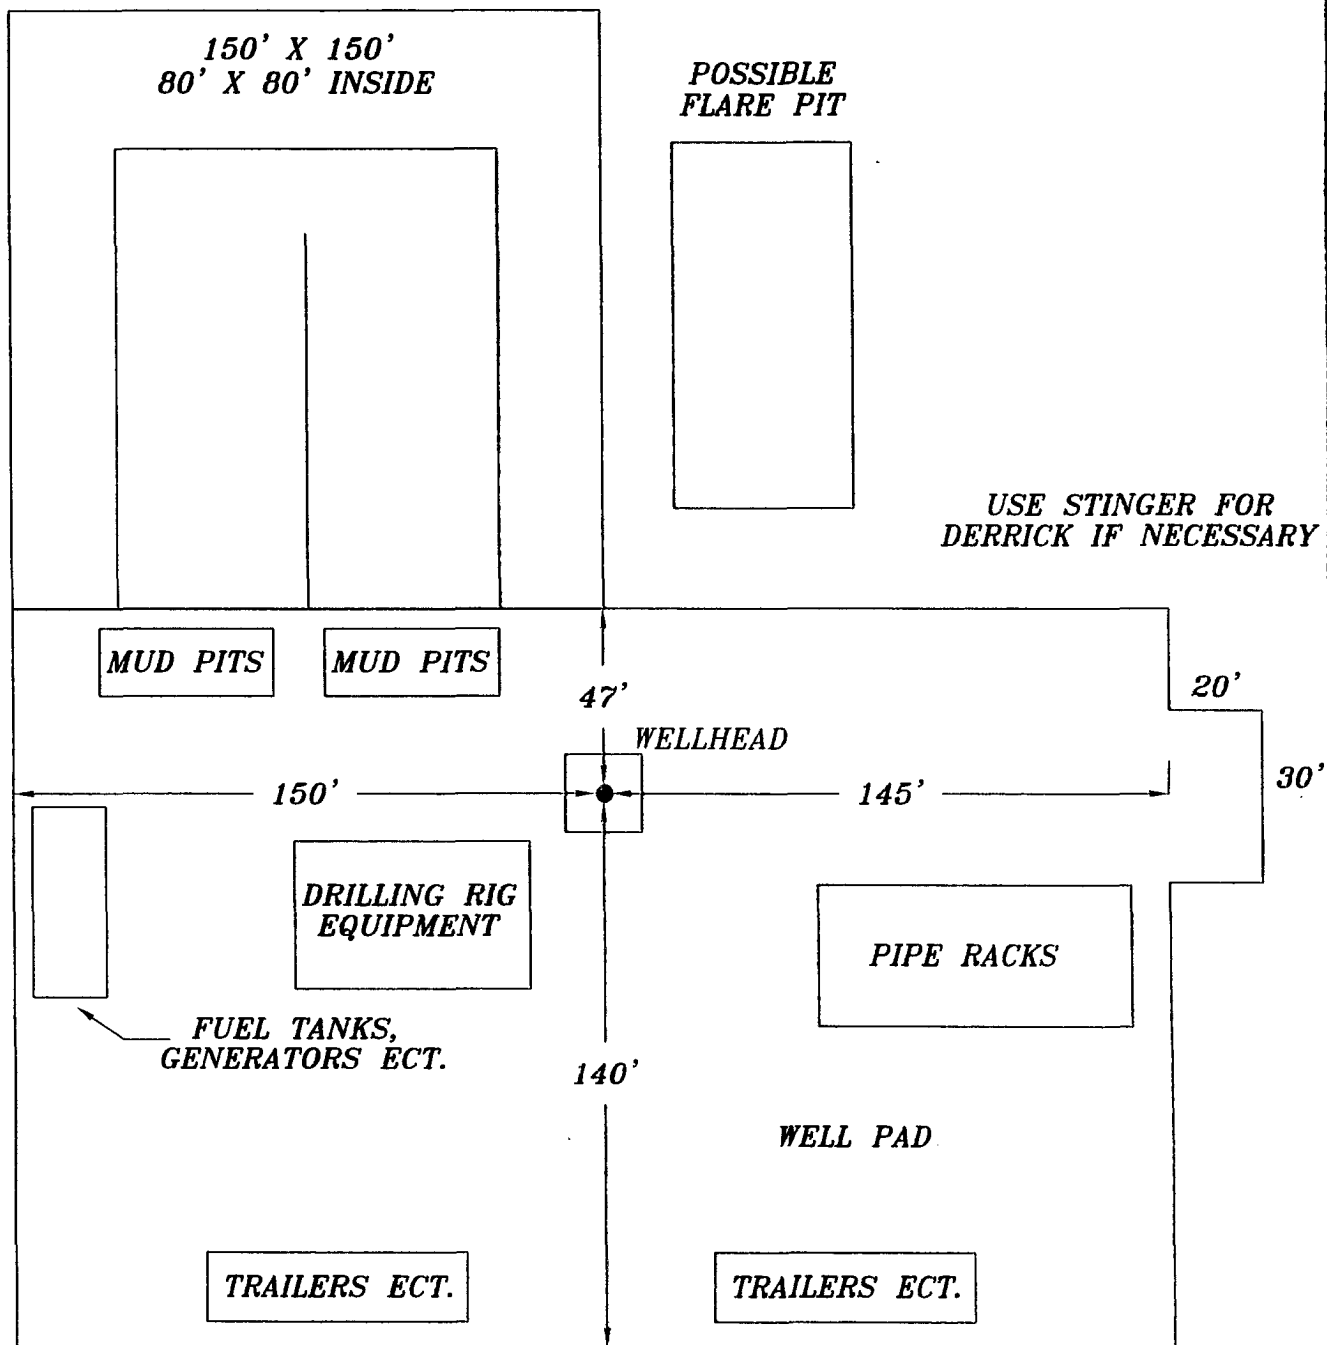 150' X 150'
80' X 80' INSIDE
POSSIBLE
FLARE PIT
USE STINGER FOR
DERRICK IF NECESSARY
MUD PITS
MUD PITS
47'
20'
WELLHEAD
150'
145'
30'
DRILLING RIG
EQUIPMENT
PIPE RACKS
FUEL TANKS,
GENERATORS ECT.
140'
WELL PAD
TRAILERS ECT.
TRAILERS ECT.